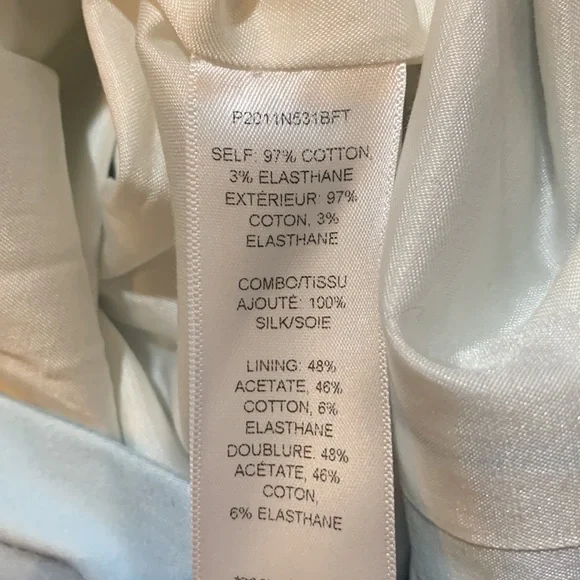 P2011N531BFT
SELF: 97% COTTON,
3% ELASTHANE
EXTÉRIEUR: 97%
COTON, 3%
ELASTHANE
COMBO/TISSU
AJOUTÉ: 100%
SILK/SOIE
LINING: 48%
ACETATE, 46%
COTTON, 6%
ELASTHANE
DOUBLURE: 48%
ACÉTATE, 46%
COTON,
6% ELASTHANE